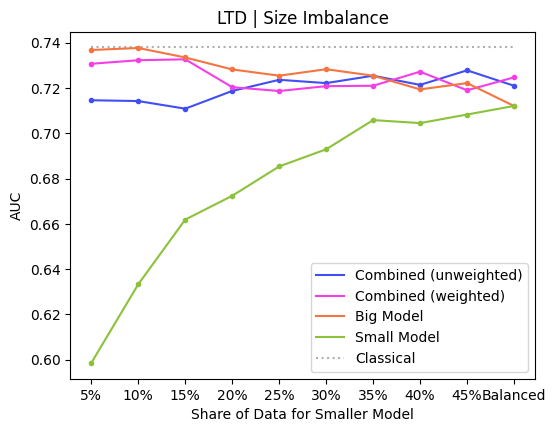 LTD | Size Imbalance
AUC
0.74
0.72
0.70
0.68
0.66
0.64
0.62
0.60
Combined (unweighted)
Combined (weighted)
Big Model
Small Model
Classical
5% 10% 15% 20% 25% 30% 35% 40% 45% Balanced
Share of Data for Smaller Model